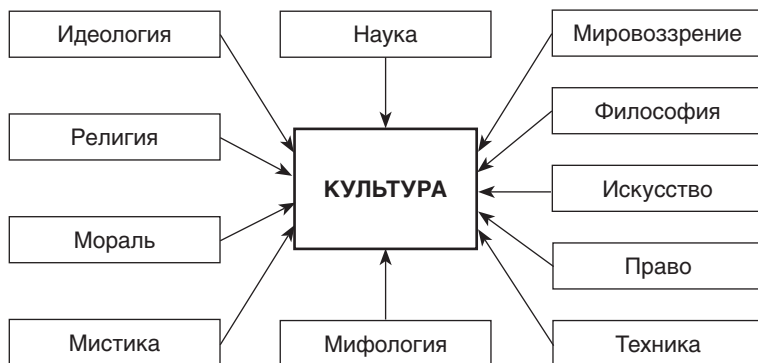 Идеология
Наука
Мировоззрение
Религия
Философия
КУЛЬТУРА
Искусство
Мораль
Право
Мистика
Мифология
Техника